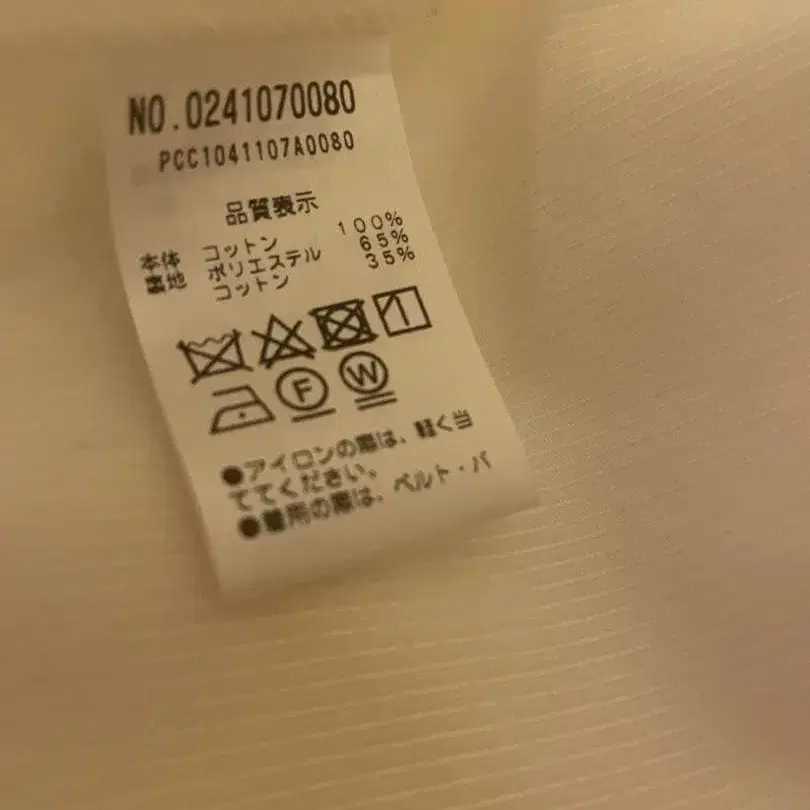 NO.0241070080
PCC1041107A0080
品質表示
本体 コットン 100%
裏地 ポリエステル 65%
コットン 35%
F W
●アイロンの際は、軽く当
ててください。
●着用の際は、ベルト・バ